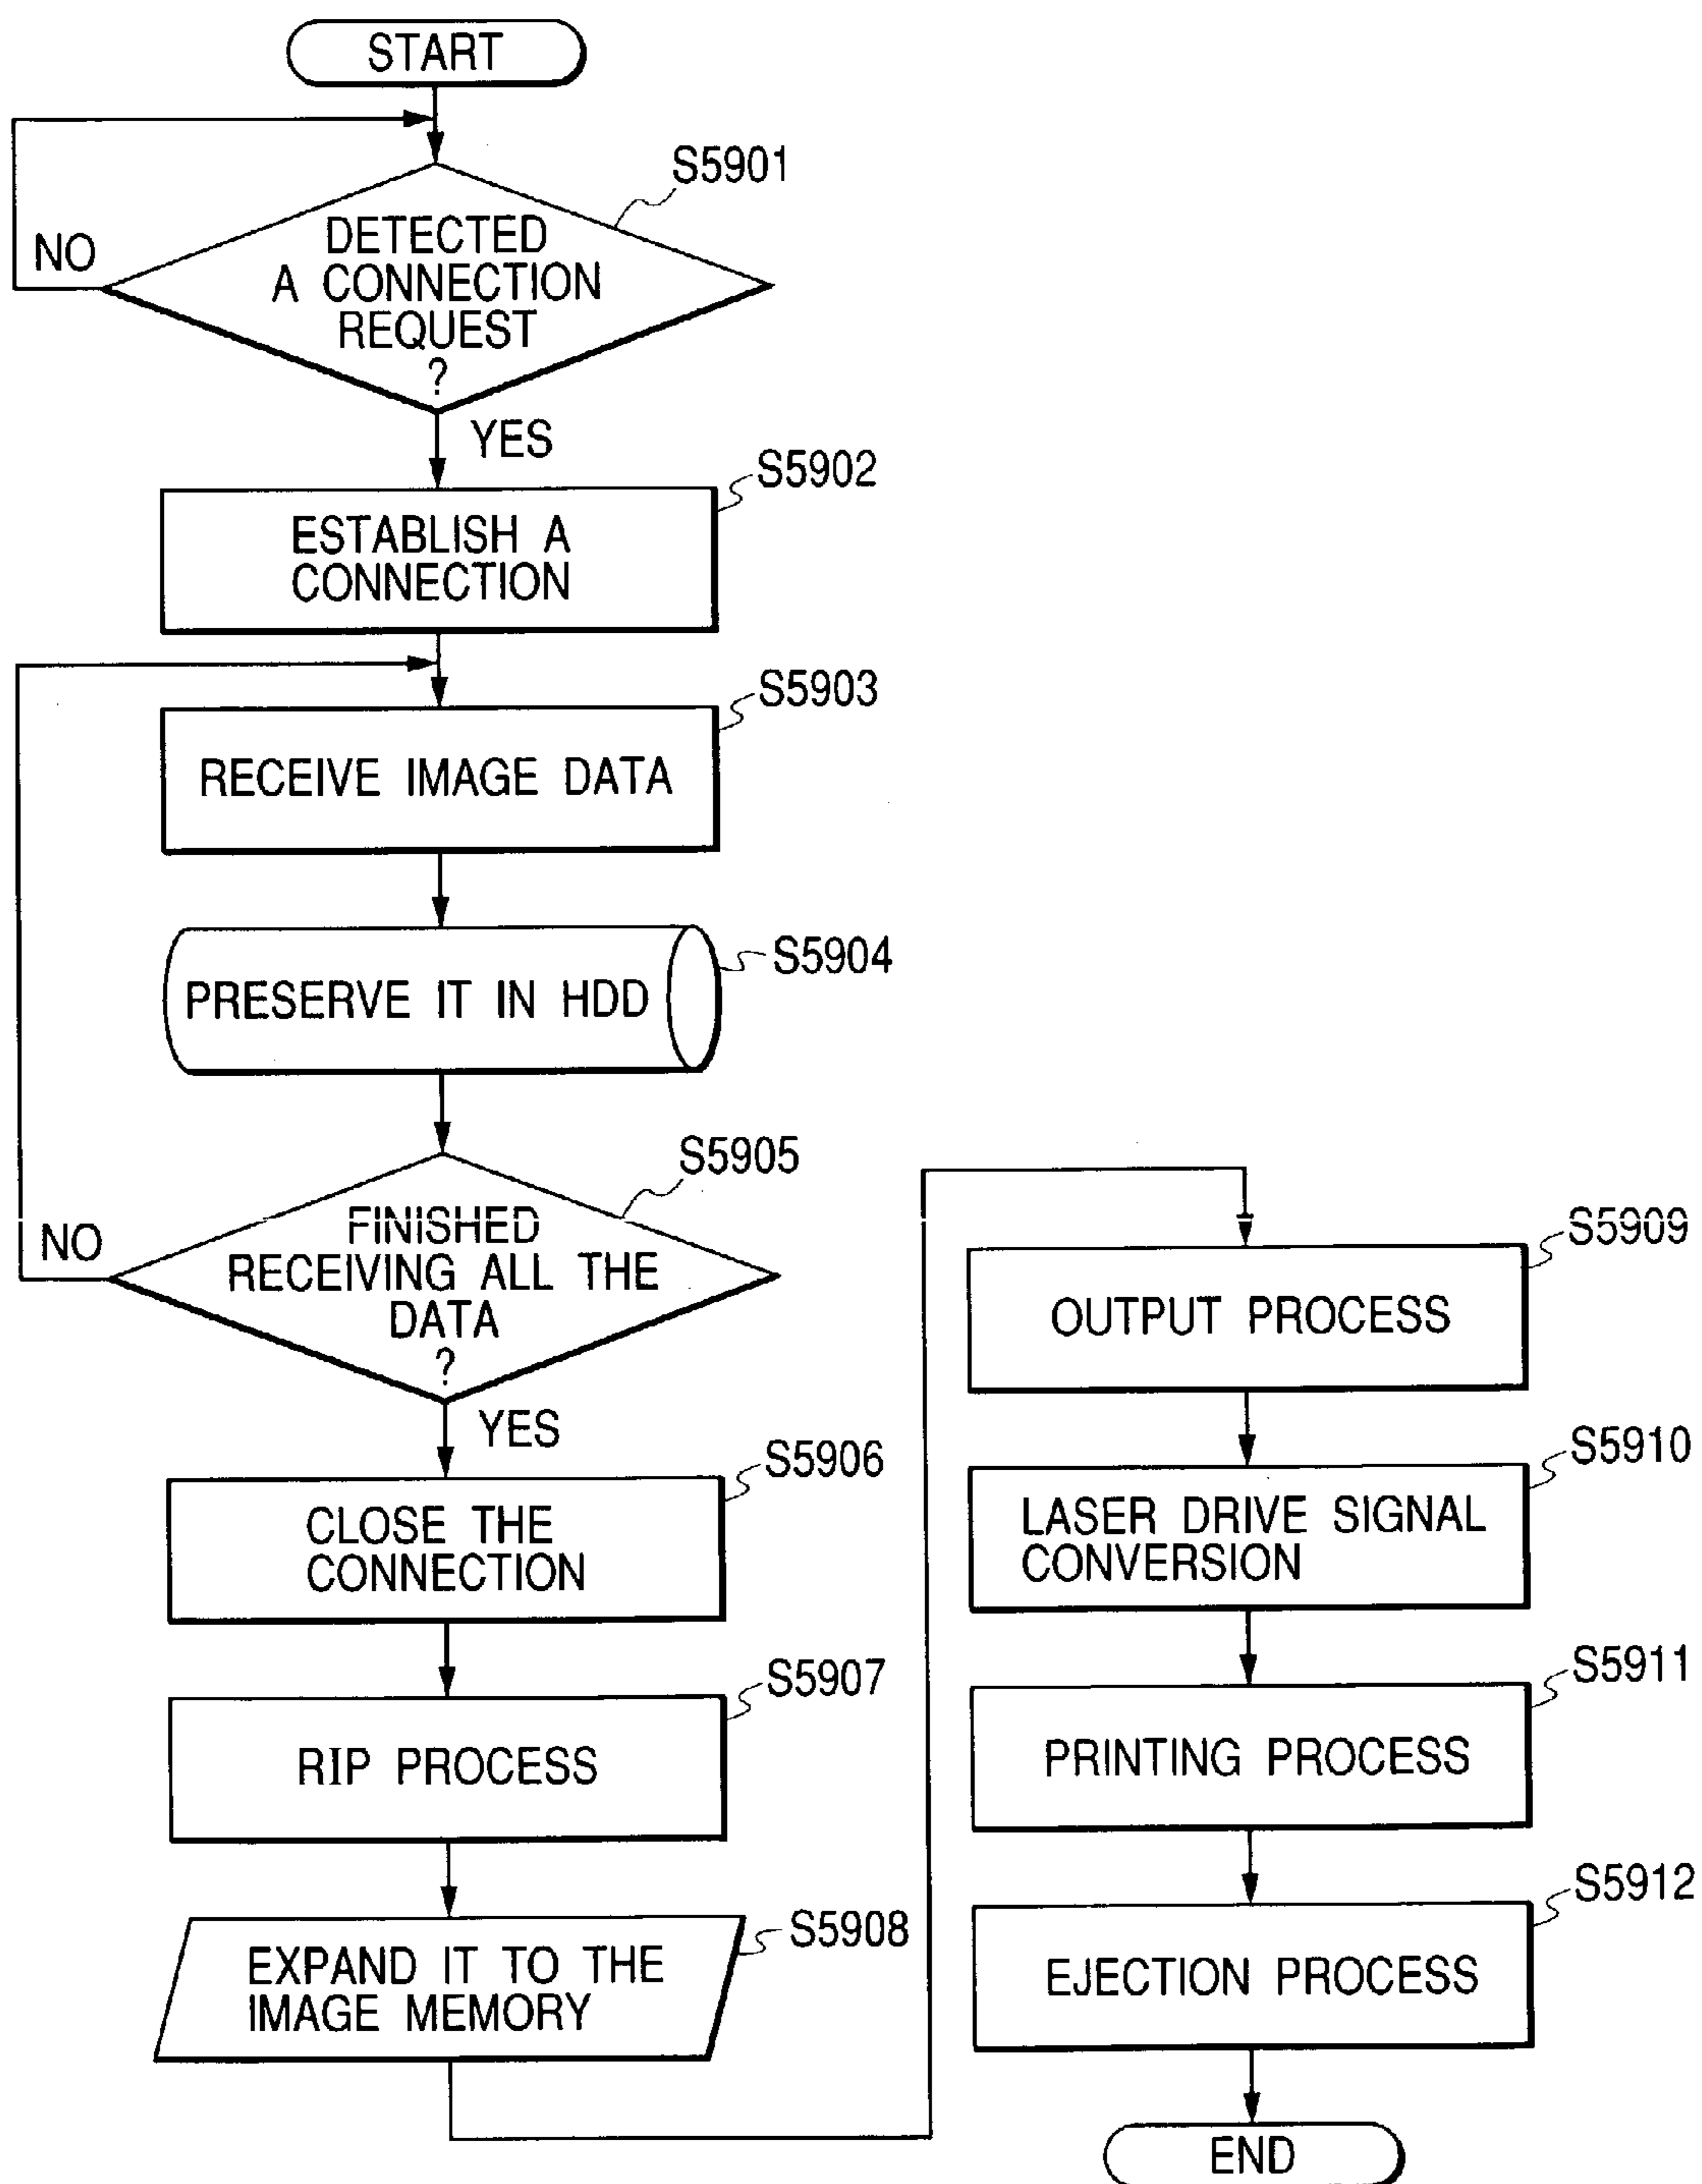 START
S5901
NO
DETECTED
A CONNECTION
REQUEST
?
YES
S5902
ESTABLISH A
CONNECTION
S5903
RECEIVE IMAGE DATA
S5904
PRESERVE IT IN HDD
S5905
NO
FINISHED
RECEIVING ALL THE
DATA
?
YES
S5906
CLOSE THE
CONNECTION
S5907
RIP PROCESS
S5908
EXPAND IT TO THE
IMAGE MEMORY
S5909
OUTPUT PROCESS
S5910
LASER DRIVE SIGNAL
CONVERSION
S5911
PRINTING PROCESS
S5912
EJECTION PROCESS
END